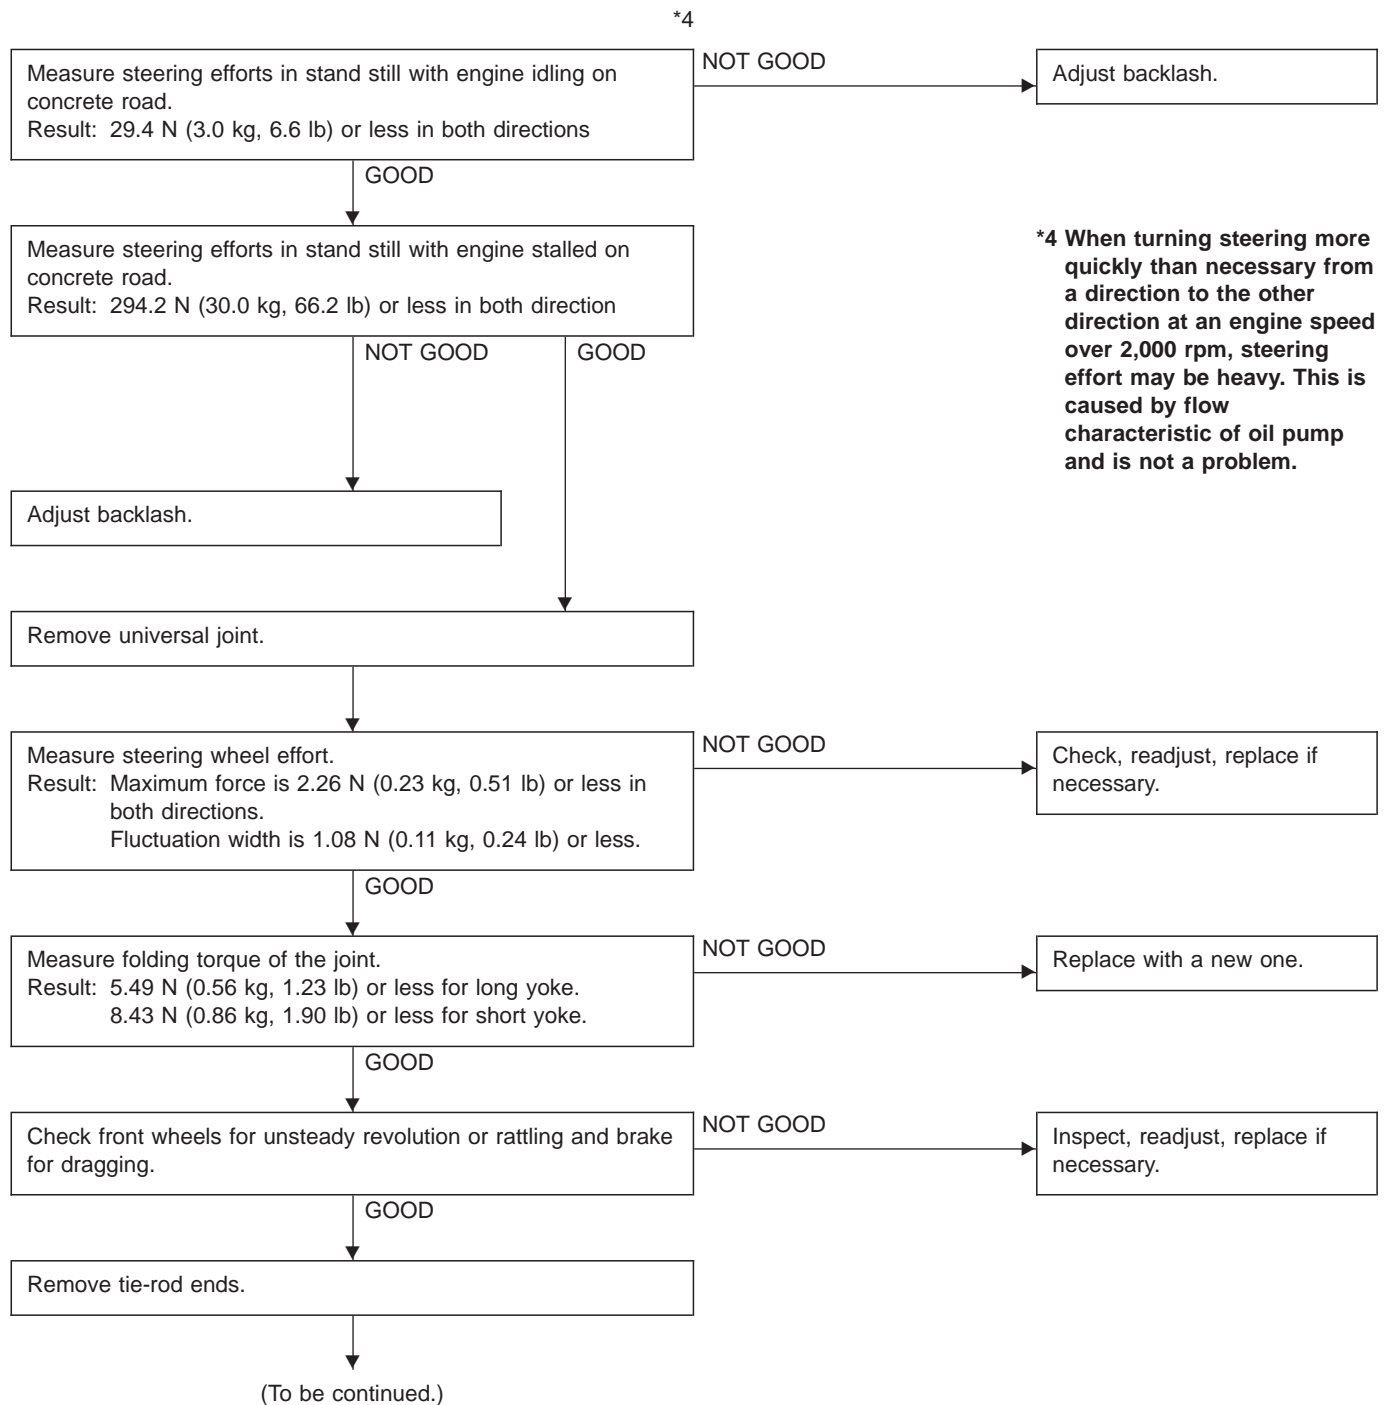 *4
Measure steering efforts in stand still with engine idling on
concrete road.
Result: 29.4 N (3.0 kg, 6.6 lb) or less in both directions
NOT GOOD
Adjust backlash.
GOOD
Measure steering efforts in stand still with engine stalled on
concrete road.
Result: 294.2 N (30.0 kg, 66.2 lb) or less in both direction
*4 When turning steering more
quickly than necessary from
a direction to the other
direction at an engine speed
over 2,000 rpm, steering
effort may be heavy. This is
caused by flow
characteristic of oil pump
and is not a problem.
NOT GOOD
GOOD
Adjust backlash.
Remove universal joint.
Measure steering wheel effort.
Result: Maximum force is 2.26 N (0.23 kg, 0.51 lb) or less in
both directions.
Fluctuation width is 1.08 N (0.11 kg, 0.24 lb) or less.
NOT GOOD
Check, readjust, replace if
necessary.
GOOD
Measure folding torque of the joint.
Result: 5.49 N (0.56 kg, 1.23 lb) or less for long yoke.
8.43 N (0.86 kg, 1.90 lb) or less for short yoke.
NOT GOOD
Replace with a new one.
GOOD
Check front wheels for unsteady revolution or rattling and brake
for dragging.
NOT GOOD
Inspect, readjust, replace if
necessary.
GOOD
Remove tie-rod ends.
(To be continued.)